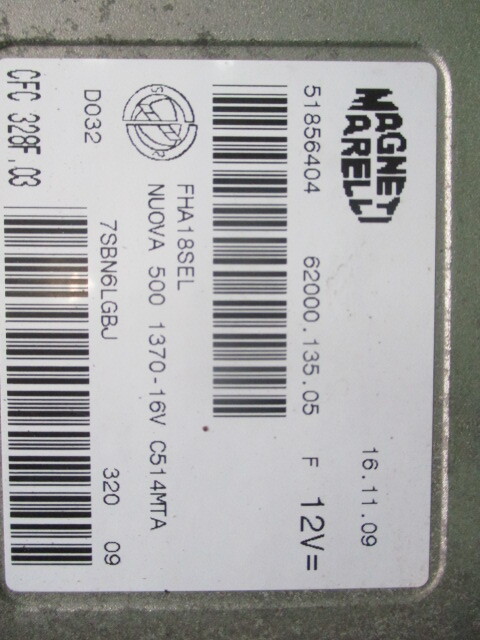 MAGNETI
MARELLI
16.11.09
51856404 62000.135.05 F 12V=
FHA18SEL
NUOVA 500 1370-16V C514MTA
D032 7SBN6LGBJ 320 09
CFC 328F.03